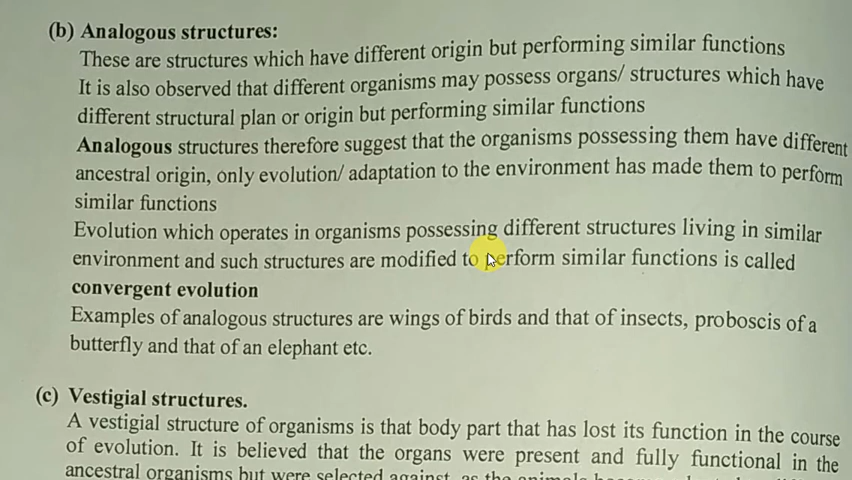 (b) Analogous structures:
These are structures which have different origin but performing similar functions
It is also observed that different organisms may possess organs/ structures which have
different structural plan or origin but performing similar functions
Analogous structures therefore suggest that the organisms possessing them have different
ancestral origin, only evolution/ adaptation to the environment has made them to perform
similar functions
Evolution which operates in organisms possessing different structures living in similar
environment and such structures are modified to perform similar functions is called
convergent evolution
Examples of analogous structures are wings of birds and that of insects, proboscis of a
butterfly and that of an elephant etc.
(c) Vestigial structures.
A vestigial structure of organisms is that body part that has lost its function in the course
of evolution. It is believed that the organs were present and fully functional in the
ancestral organisms but were selected against, as the animals